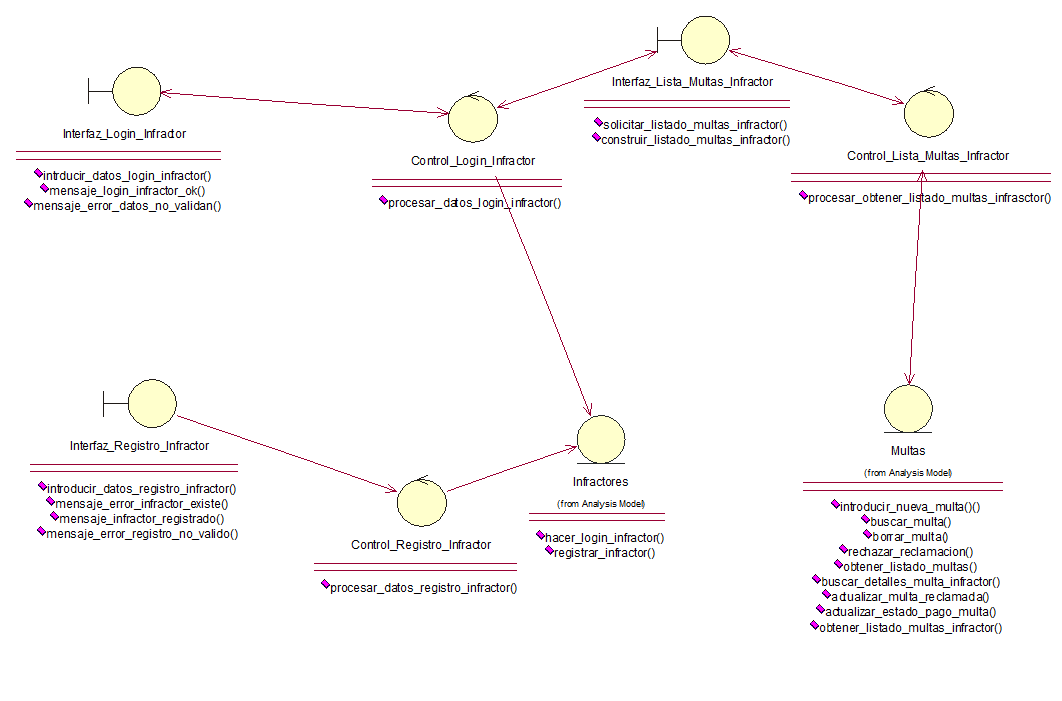 Interfaz_Lista_Multas_Infractor
solicitar_listado_multas_infractor()
construir_listado_multas_infractor()
Interfaz_Login_Infractor
intrducir_datos_login_infractor()
mensaje_login_infractor_ok()
mensaje_error_datos_no_validan()
Control_Login_Infractor
procesar_datos_login_infractor()
Control_Lista_Multas_Infractor
procesar_obtener_listado_multas_infrasctor()
Interfaz_Registro_Infractor
introducir_datos_registro_infractor()
mensaje_error_infractor_existe()
mensaje_infractor_registrado()
mensaje_error_registro_no_valido()
Control_Registro_Infractor
procesar_datos_registro_infractor()
Infractores
(from Analysis Model)
hacer_login_infractor()
registrar_infractor()
Multas
(from Analysis Model)
introducir_nueva_multa()()
buscar_multa()
borrar_multa()
rechazar_reclamacion()
obtener_listado_multas()
buscar_detalles_multa_infractor()
actualizar_multa_reclamada()
actualizar_estado_pago_multa()
obtener_listado_multas_infractor()